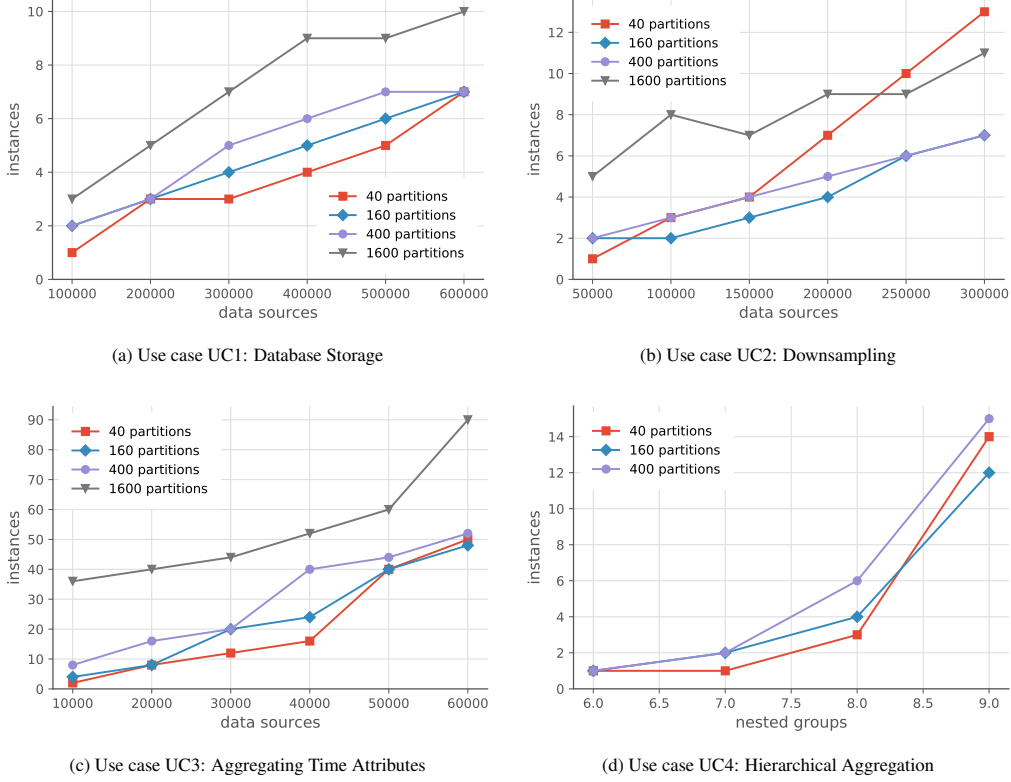 10
8
6
4
2
0
instances
100000 200000 300000 400000 500000 600000
data sources
40 partitions
160 partitions
400 partitions
1600 partitions
(a) Use case UC1: Database Storage
12
10
8
6
4
2
0
instances
50000 100000 150000 200000 250000 300000
data sources
40 partitions
160 partitions
400 partitions
1600 partitions
(b) Use case UC2: Downsampling
90
80
70
60
50
40
30
20
10
0
instances
10000 20000 30000 40000 50000 60000
data sources
40 partitions
160 partitions
400 partitions
1600 partitions
(c) Use case UC3: Aggregating Time Attributes
14
12
10
8
6
4
2
0
instances
6.0 6.5 7.0 7.5 8.0 8.5 9.0
nested groups
40 partitions
160 partitions
400 partitions
(d) Use case UC4: Hierarchical Aggregation